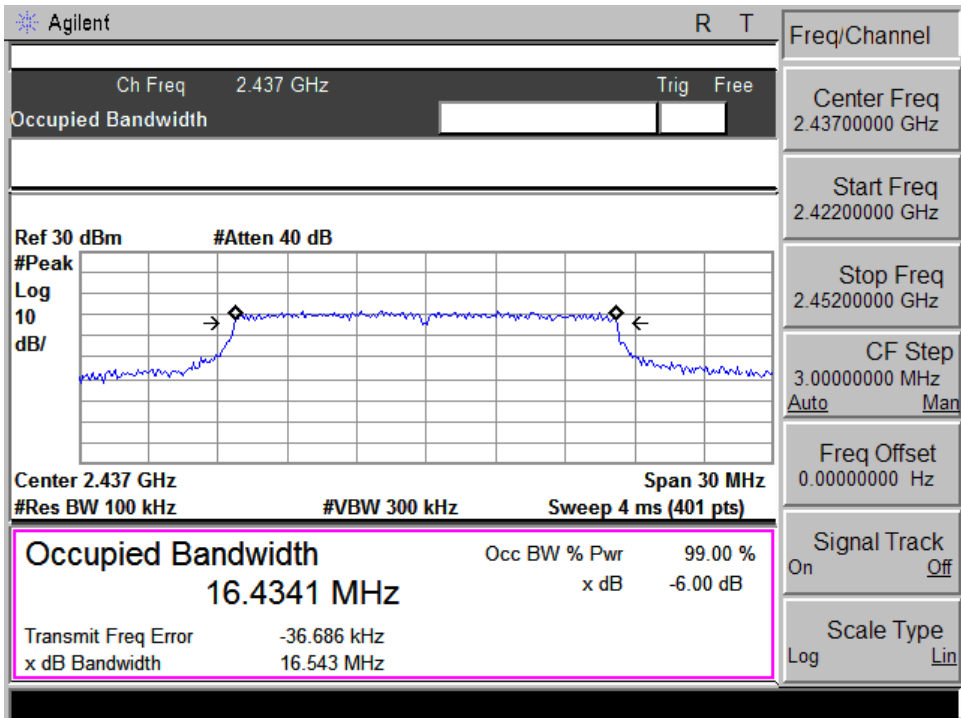 Agilent R T
Ch Freq 2.437 GHz Trig Free
Occupied Bandwidth
Ref 30 dBm #Atten 40 dB
#Peak
Log
10
dB/
Center 2.437 GHz Span 30 MHz
#Res BW 100 kHz #VBW 300 kHz Sweep 4 ms (401 pts)
Occupied Bandwidth Occ BW % Pwr 99.00 %
16.4341 MHz x dB -6.00 dB
Transmit Freq Error -36.686 kHz
x dB Bandwidth 16.543 MHz
Freq/Channel
Center Freq
2.43700000 GHz
Start Freq
2.42200000 GHz
Stop Freq
2.45200000 GHz
CF Step
3.00000000 MHz
Auto Man
Freq Offset
0.00000000 Hz
Signal Track
On Off
Scale Type
Log Lin